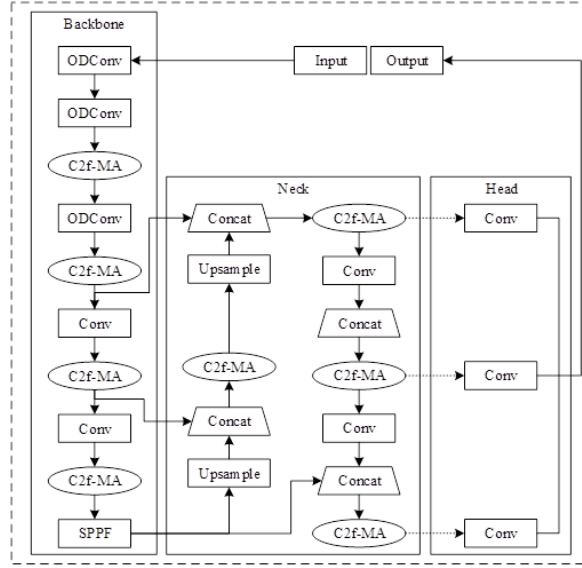 Backbone
ODConv
Input
Output
ODConv
C2f-MA
Neck
Head
ODConv
Concat
C2f-MA
Conv
C2f-MA
Upsample
Conv
Conv
Concat
C2f-MA
C2f-MA
C2f-MA
Conv
Conv
Concat
Conv
C2f-MA
Upsample
Concat
SPPF
C2f-MA
Conv